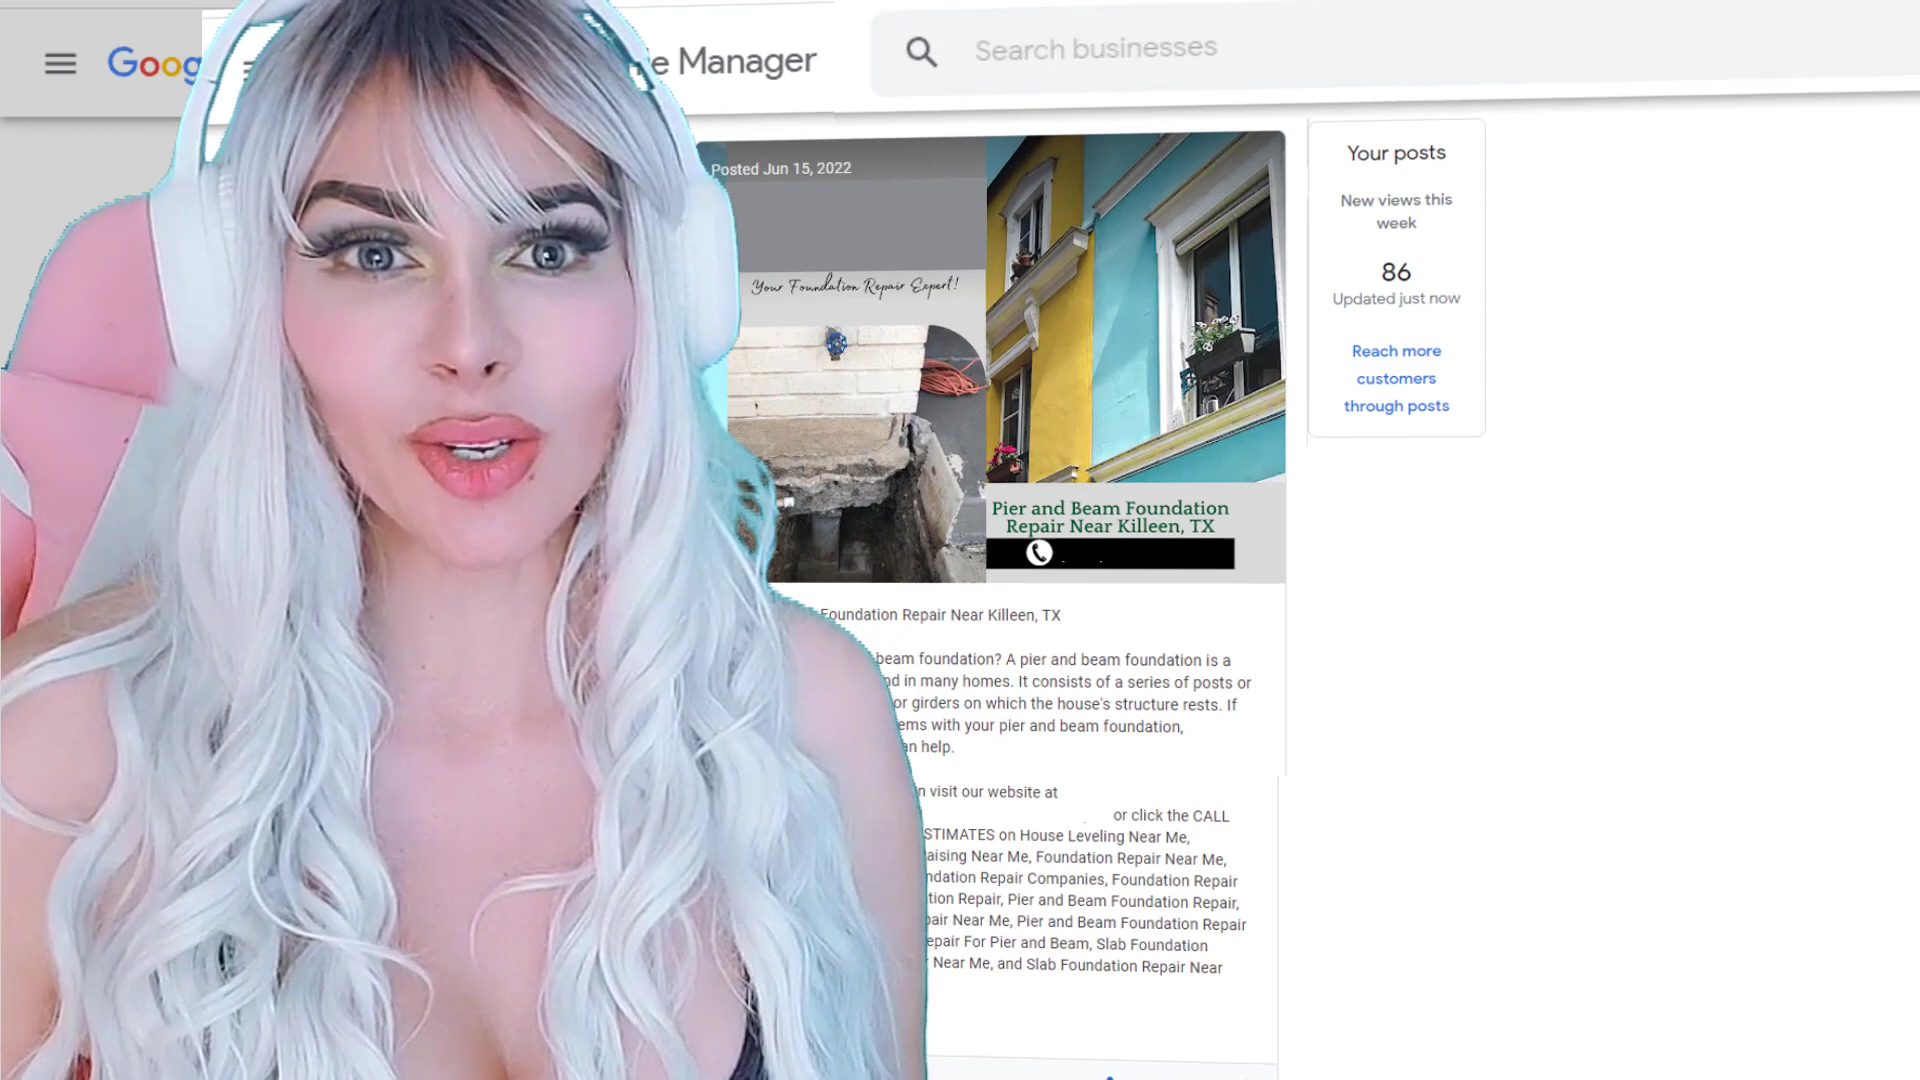 Goog
e Manager
Search businesses
Posted Jun 15, 2022
Your Foundation Repair Expert!
Pier and Beam Foundation
Repair Near Killeen, TX
Foundation Repair Near Killeen, TX
beam foundation? A pier and beam foundation is a
nd in many homes. It consists of a series of posts or
or girders on which the house's structure rests. If
ems with your pier and beam foundation,
an help.
n visit our website at
or click the CALL
STIMATES on House Leveling Near Me,
aising Near Me, Foundation Repair Near Me,
ndation Repair Companies, Foundation Repair
tion Repair, Pier and Beam Foundation Repair,
pair Near Me, Pier and Beam Foundation Repair
epair For Pier and Beam, Slab Foundation
r Near Me, and Slab Foundation Repair Near
Your posts
New views this
week
86
Updated just now
Reach more
customers
through posts